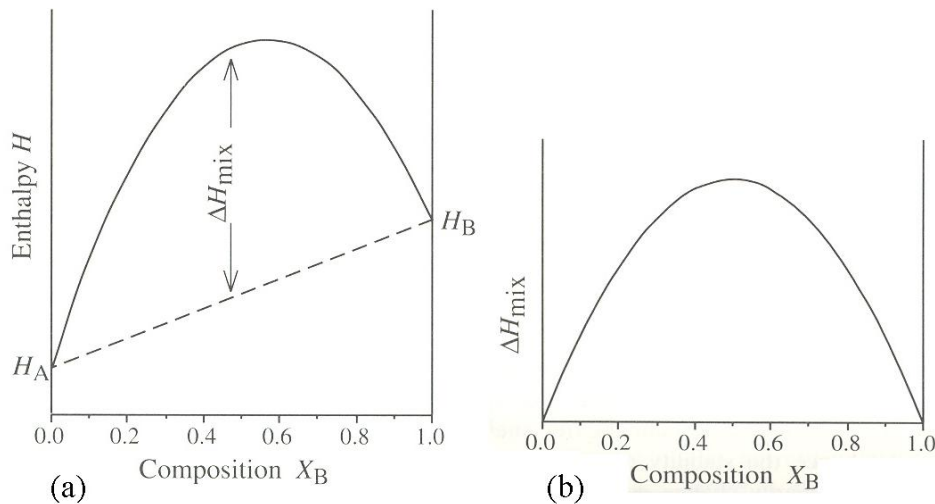 Enthalpy H
ΔHmix
HB
HA
0.0 0.2 0.4 0.6 0.8 1.0
Composition XB
(a)
ΔHmix
0.0 0.2 0.4 0.6 0.8 1.0
Composition XB
(b)